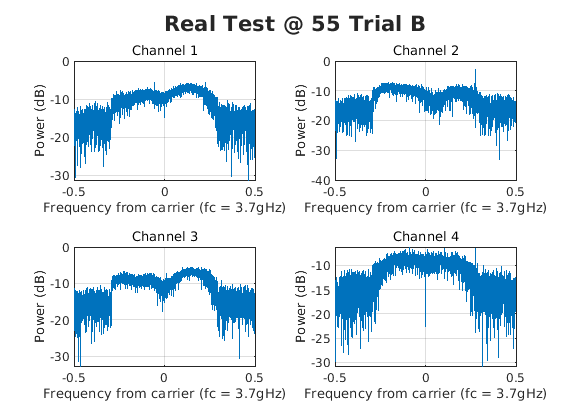 Real Test @ 55 Trial B
Channel 1
0
-10
-20
-30
Power (dB)
-0.5 0 0.5
Frequency from carrier (fc = 3.7gHz)
Channel 2
0
-10
-20
-30
-40
Power (dB)
-0.5 0 0.5
Frequency from carrier (fc = 3.7gHz)
Channel 3
0
-10
-20
-30
Power (dB)
-0.5 0 0.5
Frequency from carrier (fc = 3.7gHz)
Channel 4
-10
-15
-20
-25
-30
Power (dB)
-0.5 0 0.5
Frequency from carrier (fc = 3.7gHz)